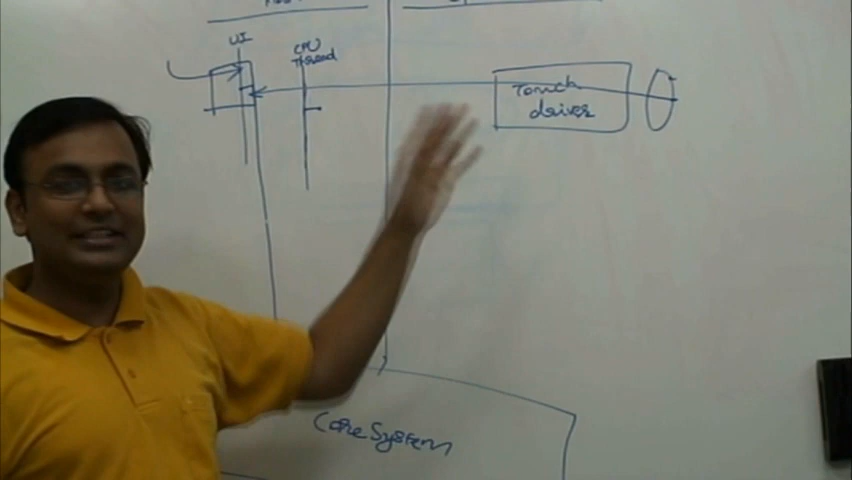 UI
CPU
Thread
Touch
driver
Core System